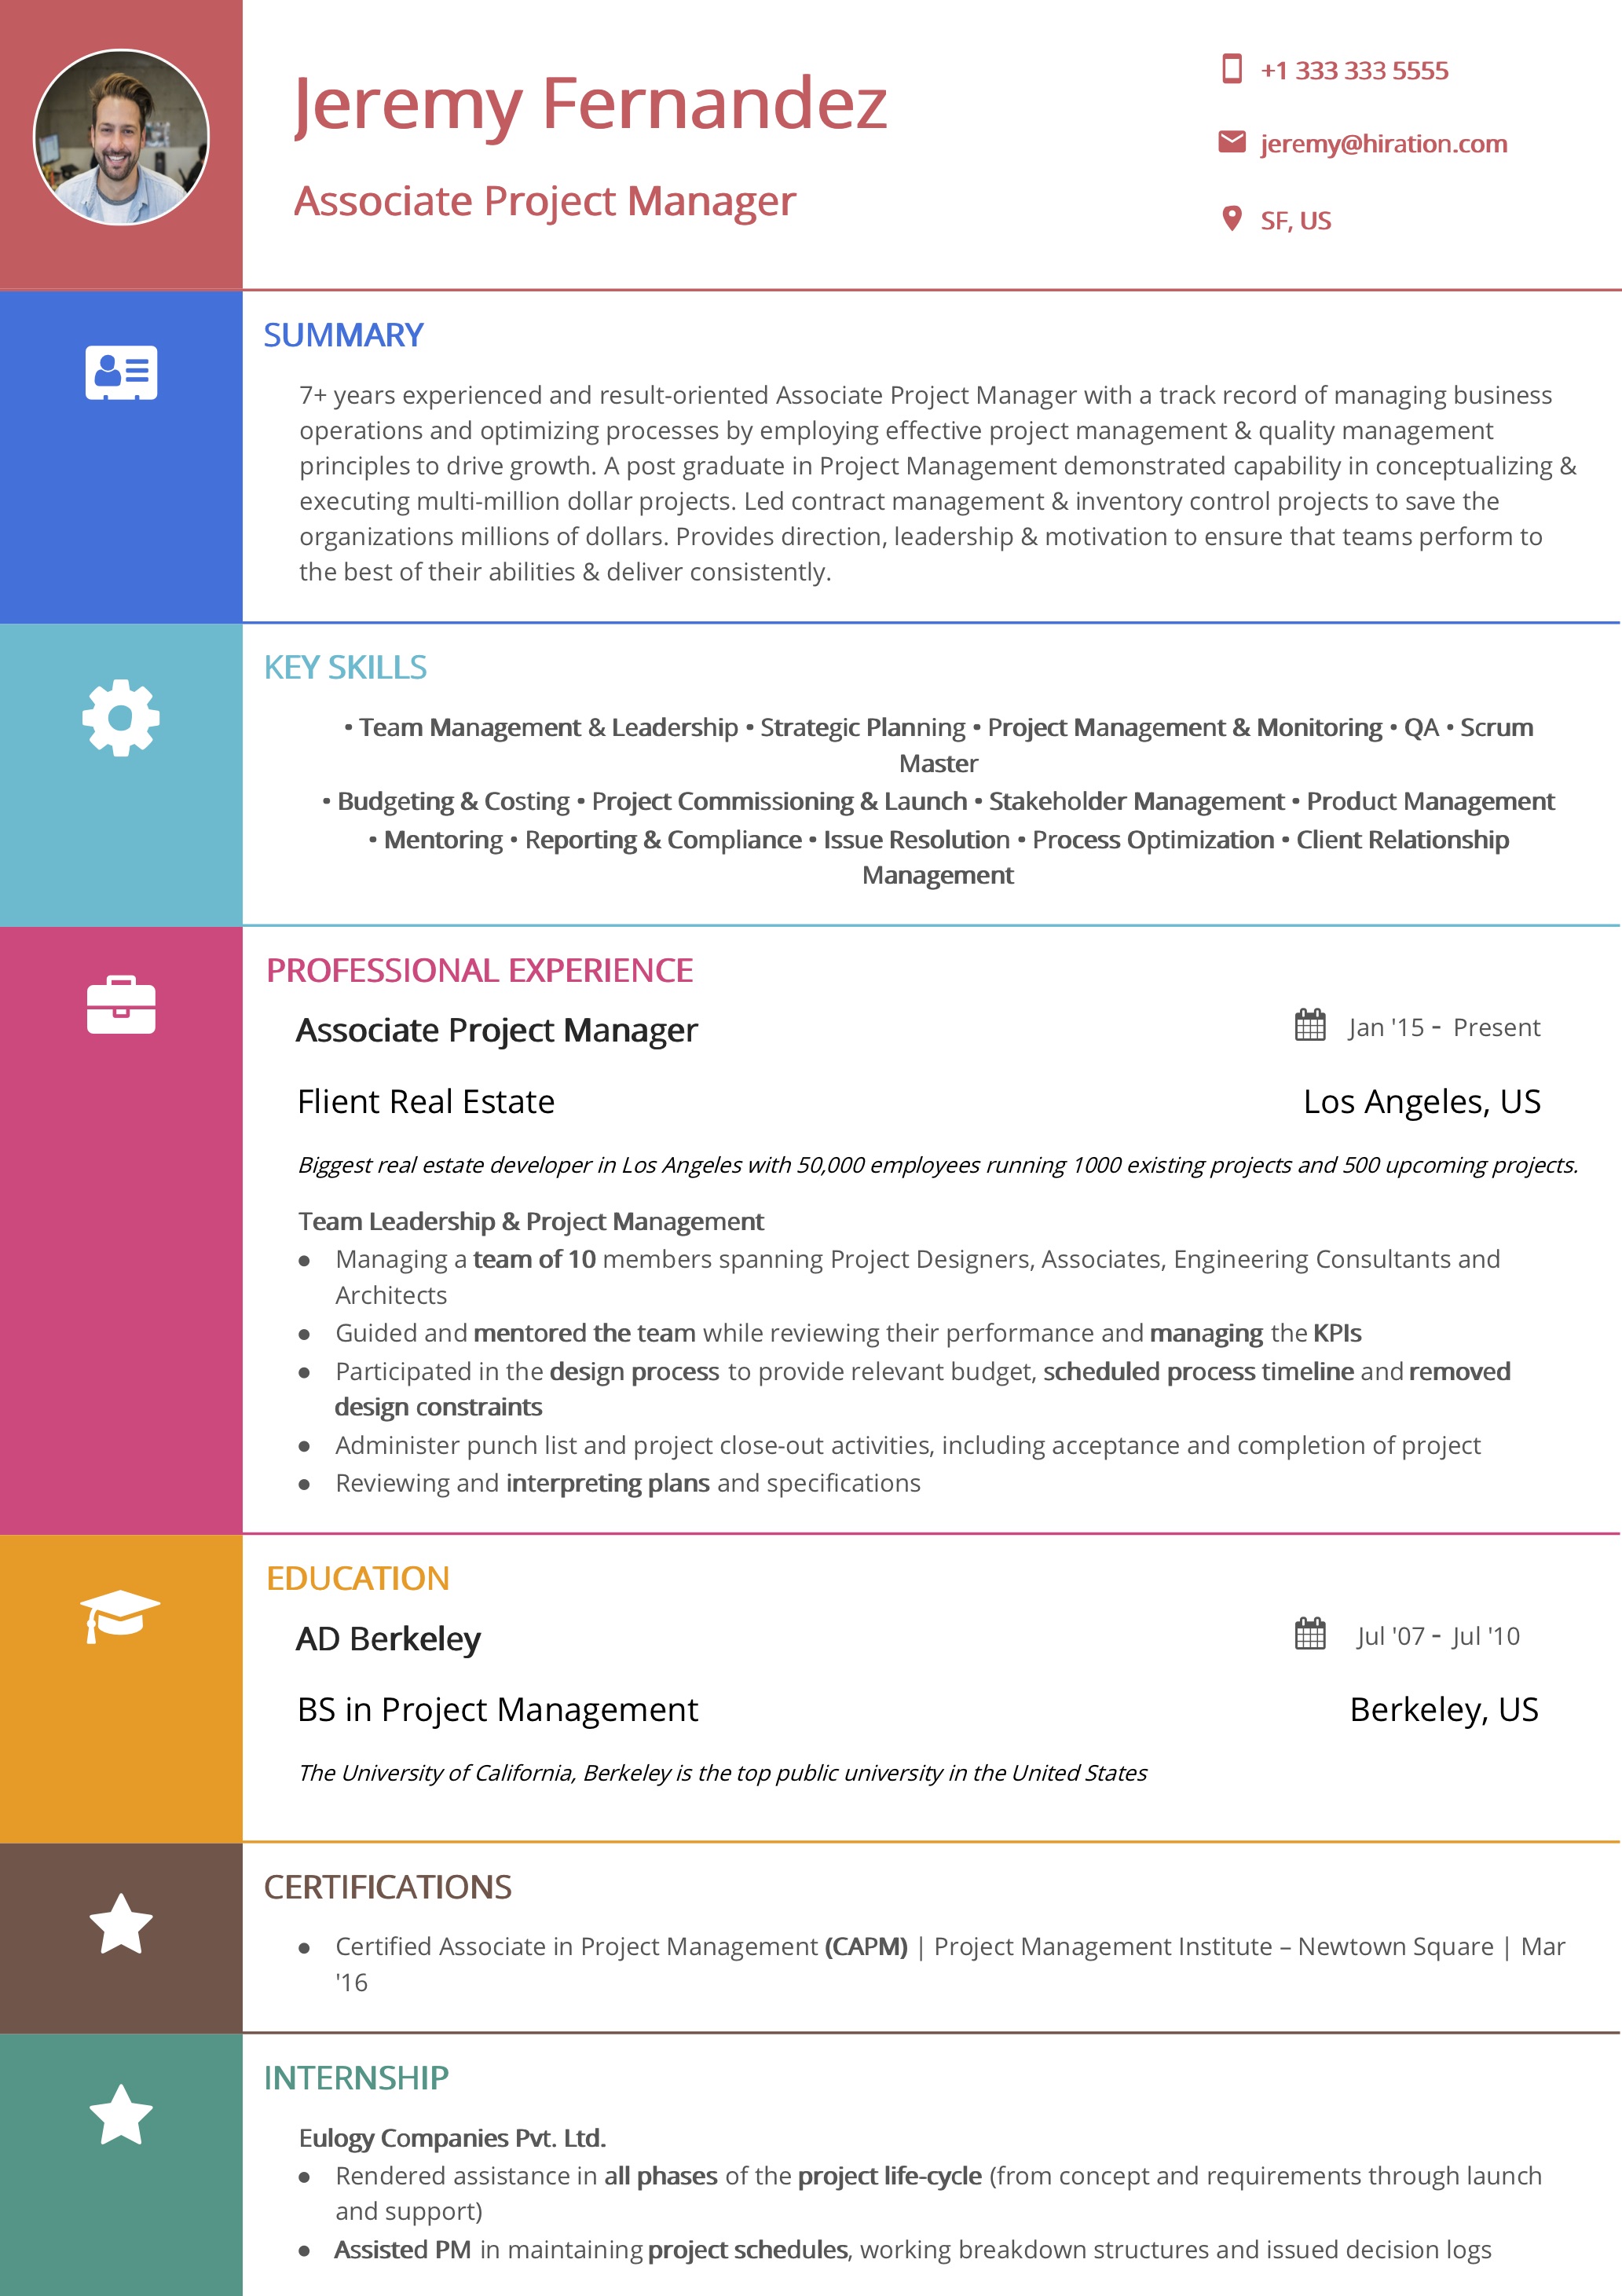 Jeremy Fernandez
Associate Project Manager
+1 333 333 5555
jeremy@hiration.com
SF, US
SUMMARY
7+ years experienced and result-oriented Associate Project Manager with a track record of managing business
operations and optimizing processes by employing effective project management & quality management
principles to drive growth. A post graduate in Project Management demonstrated capability in conceptualizing &
executing multi-million dollar projects. Led contract management & inventory control projects to save the
organizations millions of dollars. Provides direction, leadership & motivation to ensure that teams perform to
the best of their abilities & deliver consistently.
KEY SKILLS
• Team Management & Leadership • Strategic Planning • Project Management & Monitoring • QA • Scrum
Master
• Budgeting & Costing • Project Commissioning & Launch • Stakeholder Management • Product Management
• Mentoring • Reporting & Compliance • Issue Resolution • Process Optimization • Client Relationship
Management
PROFESSIONAL EXPERIENCE
Associate Project Manager
Jan '15 - Present
Flient Real Estate
Los Angeles, US
Biggest real estate developer in Los Angeles with 50,000 employees running 1000 existing projects and 500 upcoming projects.
Team Leadership & Project Management
● Managing a team of 10 members spanning Project Designers, Associates, Engineering Consultants and
Architects
● Guided and mentored the team while reviewing their performance and managing the KPIs
● Participated in the design process to provide relevant budget, scheduled process timeline and removed
design constraints
● Administer punch list and project close-out activities, including acceptance and completion of project
● Reviewing and interpreting plans and specifications
EDUCATION
AD Berkeley
Jul '07 - Jul '10
BS in Project Management
Berkeley, US
The University of California, Berkeley is the top public university in the United States
CERTIFICATIONS
● Certified Associate in Project Management (CAPM) | Project Management Institute – Newtown Square | Mar
'16
INTERNSHIP
Eulogy Companies Pvt. Ltd.
● Rendered assistance in all phases of the project life-cycle (from concept and requirements through launch
and support)
● Assisted PM in maintaining project schedules, working breakdown structures and issued decision logs